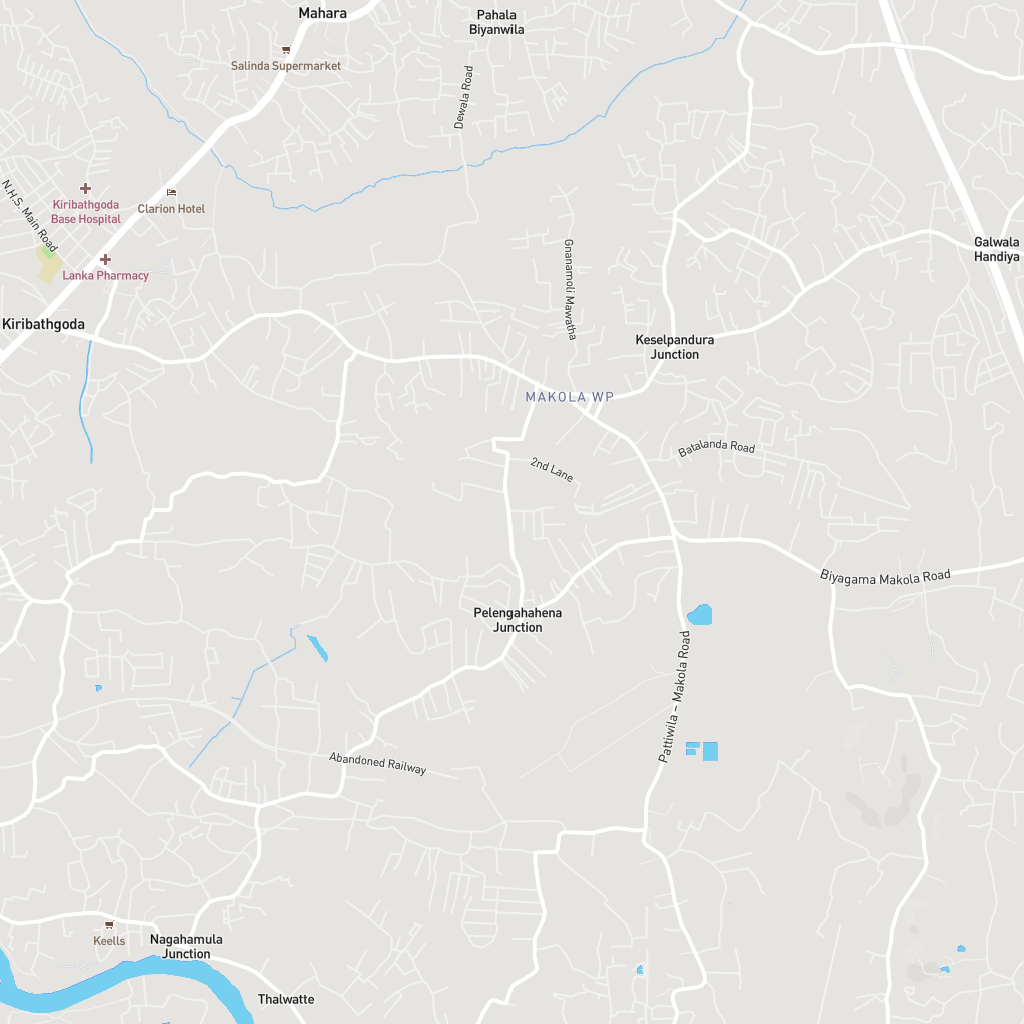 Mahara
Pahala
Biyanwila
Salinda Supermarket
Dewala Road
N.H.S. Main Road
Kiribathgoda
Base Hospital
Clarion Hotel
Lanka Pharmacy
Galwala
Handiya
Gnanamoli Mawatha
Kiribathgoda
Keselpandura
Junction
MAKOLA WP
Batalanda Road
2nd Lane
Biyagama Makola Road
Pelengahahena
Junction
Pattiwila – Makola Road
Abandoned Railway
Keells
Nagahamula
Junction
Thalwatte